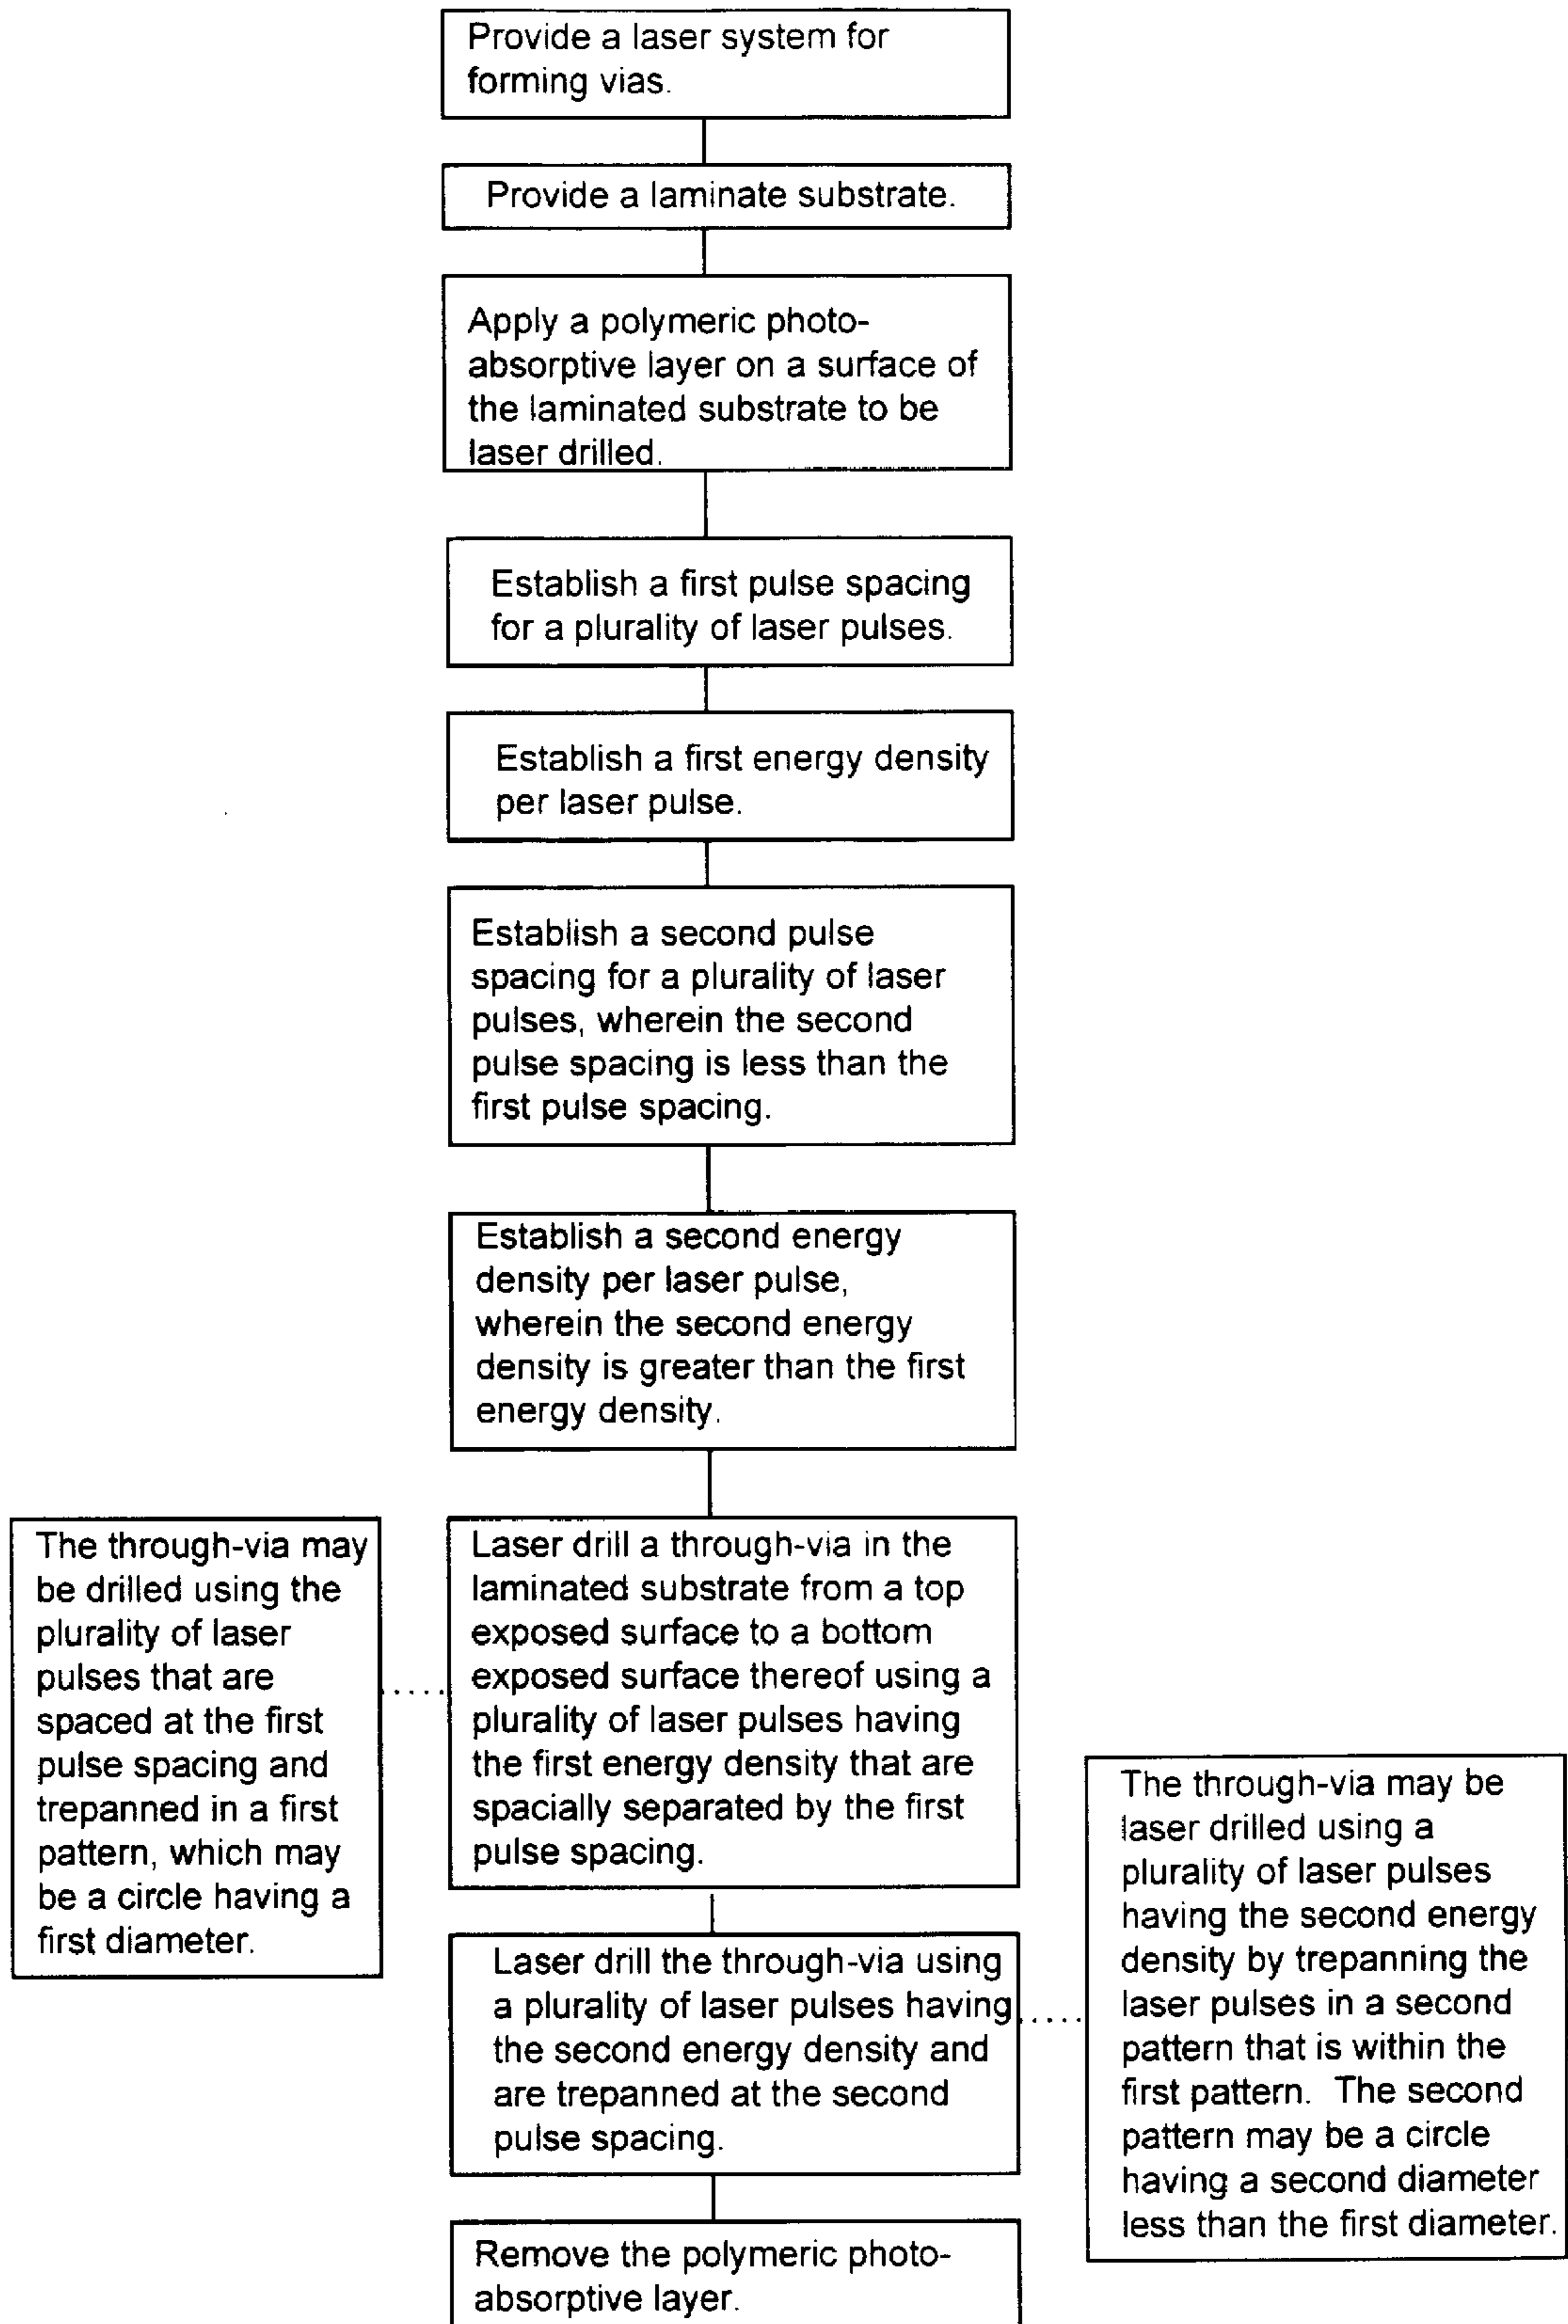 Provide a laser system for
forming vias.
Provide a laminate substrate.
Apply a polymeric photo-
absorptive layer on a surface of
the laminated substrate to be
laser drilled.
Establish a first pulse spacing
for a plurality of laser pulses.
Establish a first energy density
per laser pulse.
Establish a second pulse
spacing for a plurality of laser
pulses, wherein the second
pulse spacing is less than the
first pulse spacing.
Establish a second energy
density per laser pulse,
wherein the second energy
density is greater than the first
energy density.
The through-via may
be drilled using the
plurality of laser
pulses that are
spaced at the first
pulse spacing and
trepanned in a first
pattern, which may
be a circle having a
first diameter.
Laser drill a through-via in the
laminated substrate from a top
exposed surface to a bottom
exposed surface thereof using a
plurality of laser pulses having
the first energy density that are
spacially separated by the first
pulse spacing.
The through-via may be
laser drilled using a
plurality of laser pulses
having the second energy
density by trepanning the
laser pulses in a second
pattern that is within the
first pattern. The second
pattern may be a circle
having a second diameter
less than the first diameter.
Laser drill the through-via using
a plurality of laser pulses having
the second energy density and
are trepanned at the second
pulse spacing.
Remove the polymeric photo-
absorptive layer.